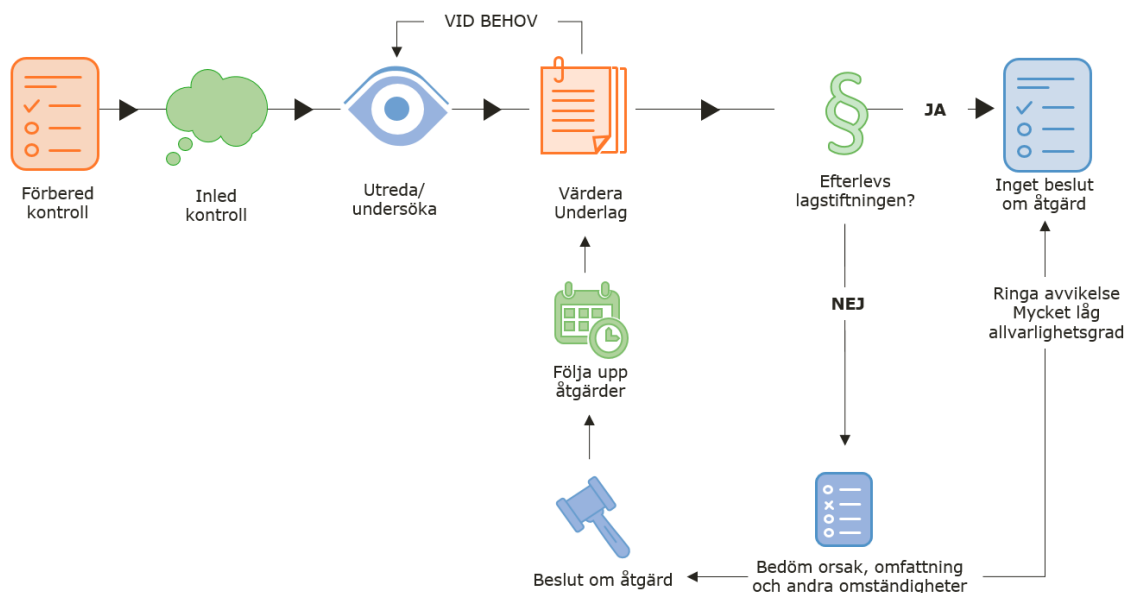 VID BEHOV
Förbered
kontroll
Inled
kontroll
Utreda/
undersöka
Värdera
Underlag
Efterlevs
lagstiftningen?
JA
Inget beslut
om åtgärd
NEJ
Ringa avvikelse
Mycket låg
allvarlighetsgrad
Följa upp
åtgärder
Beslut om åtgärd
Bedöm orsak, omfattning
och andra omständigheter